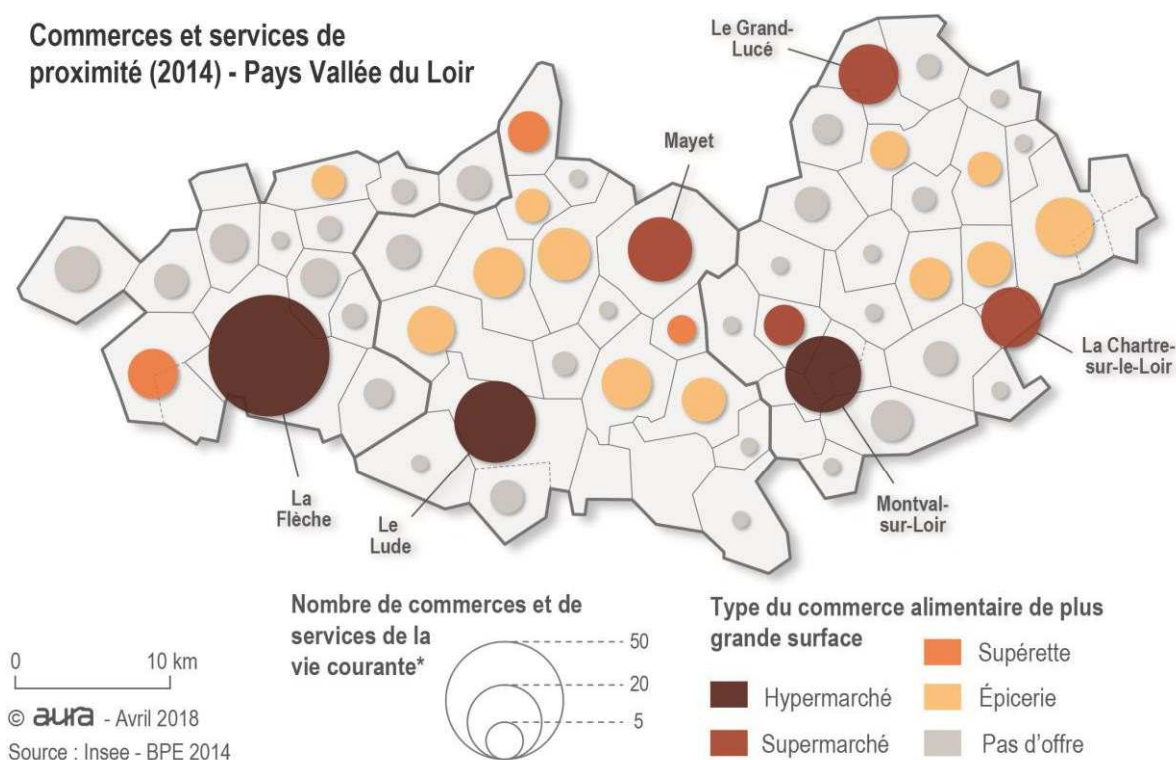 Commerces et services de
proximité (2014) - Pays Vallée du Loir
Le Grand-
Lucé
Mayet
La Chartre-
sur-le-Loir
La
Flèche
Le
Lude
Montval-
sur-Loir
Nombre de commerces et de
services de la
vie courante*
50
20
5
Type du commerce alimentaire de plus
grande surface
Hypermarché
Supermarché
Supérette
Épicerie
Pas d'offre
0 10 km
© aura - Avril 2018
Source : Insee - BPE 2014